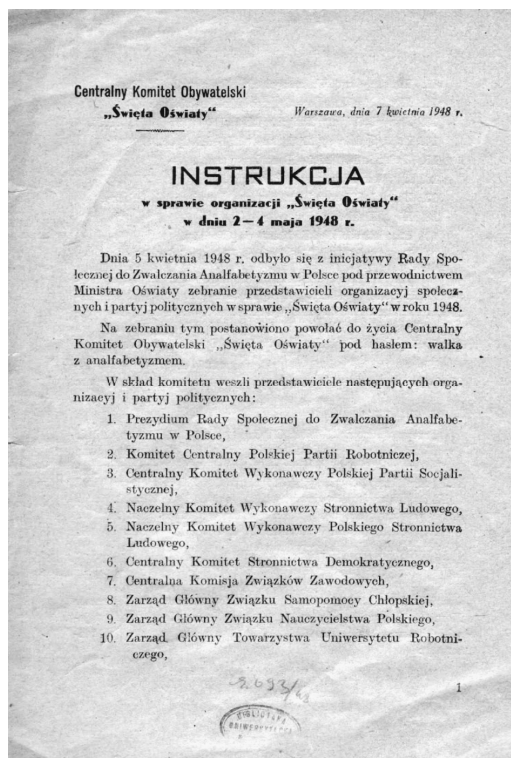 Centralny Komitet Obywatelski
„Święta Oświaty“
Warszawa, dnia 7 kwietnia 1948 r.
INSTRUKCJA
w sprawie organizacji „Święta Oświaty“
w dniu 2—4 maja 1948 r.
Dnia 5 kwietnia 1948 r. odbyło się z inicjatywy Rady Spo-
łecznej do Zwalczania Analfabetyzmu w Polsce pod przewodnictwem
Ministra Oświaty zebranie przedstawicieli organizacyj społecz-
nych i partyj politycznych w sprawie „Święta Oświaty“ w roku 1948.
Na zebraniu tym postanowiono powołać do życia Centralny
Komitet Obywatelski „Święta Oświaty“ pod hasłem: walka
z analfabetyzmem.
W skład komitetu weszli przedstawiciele następujących orga-
nizacyj i partyj politycznych:
1. Prezydium Rady Społecznej do Zwalczania Analfabe-
tyzmu w Polsce,
2. Komitet Centralny Polskiej Partii Robotniczej,
3. Centralny Komitet Wykonawczy Polskiej Partii Socjali-
stycznej,
4. Naczelny Komitet Wykonawczy Stronnictwa Ludowego,
5. Naczelny Komitet Wykonawczy Polskiego Stronnictwa
Ludowego,
6. Centralny Komitet Stronnictwa Demokratycznego,
7. Centralna Komisja Związków Zawodowych,
8. Zarząd Główny Związku Samopomocy Chłopskiej,
9. Zarząd Główny Związku Nauczycielstwa Polskiego,
10. Zarząd Główny Towarzystwa Uniwersytetu Robotni-
czego,
1
BIBLIOTEKA